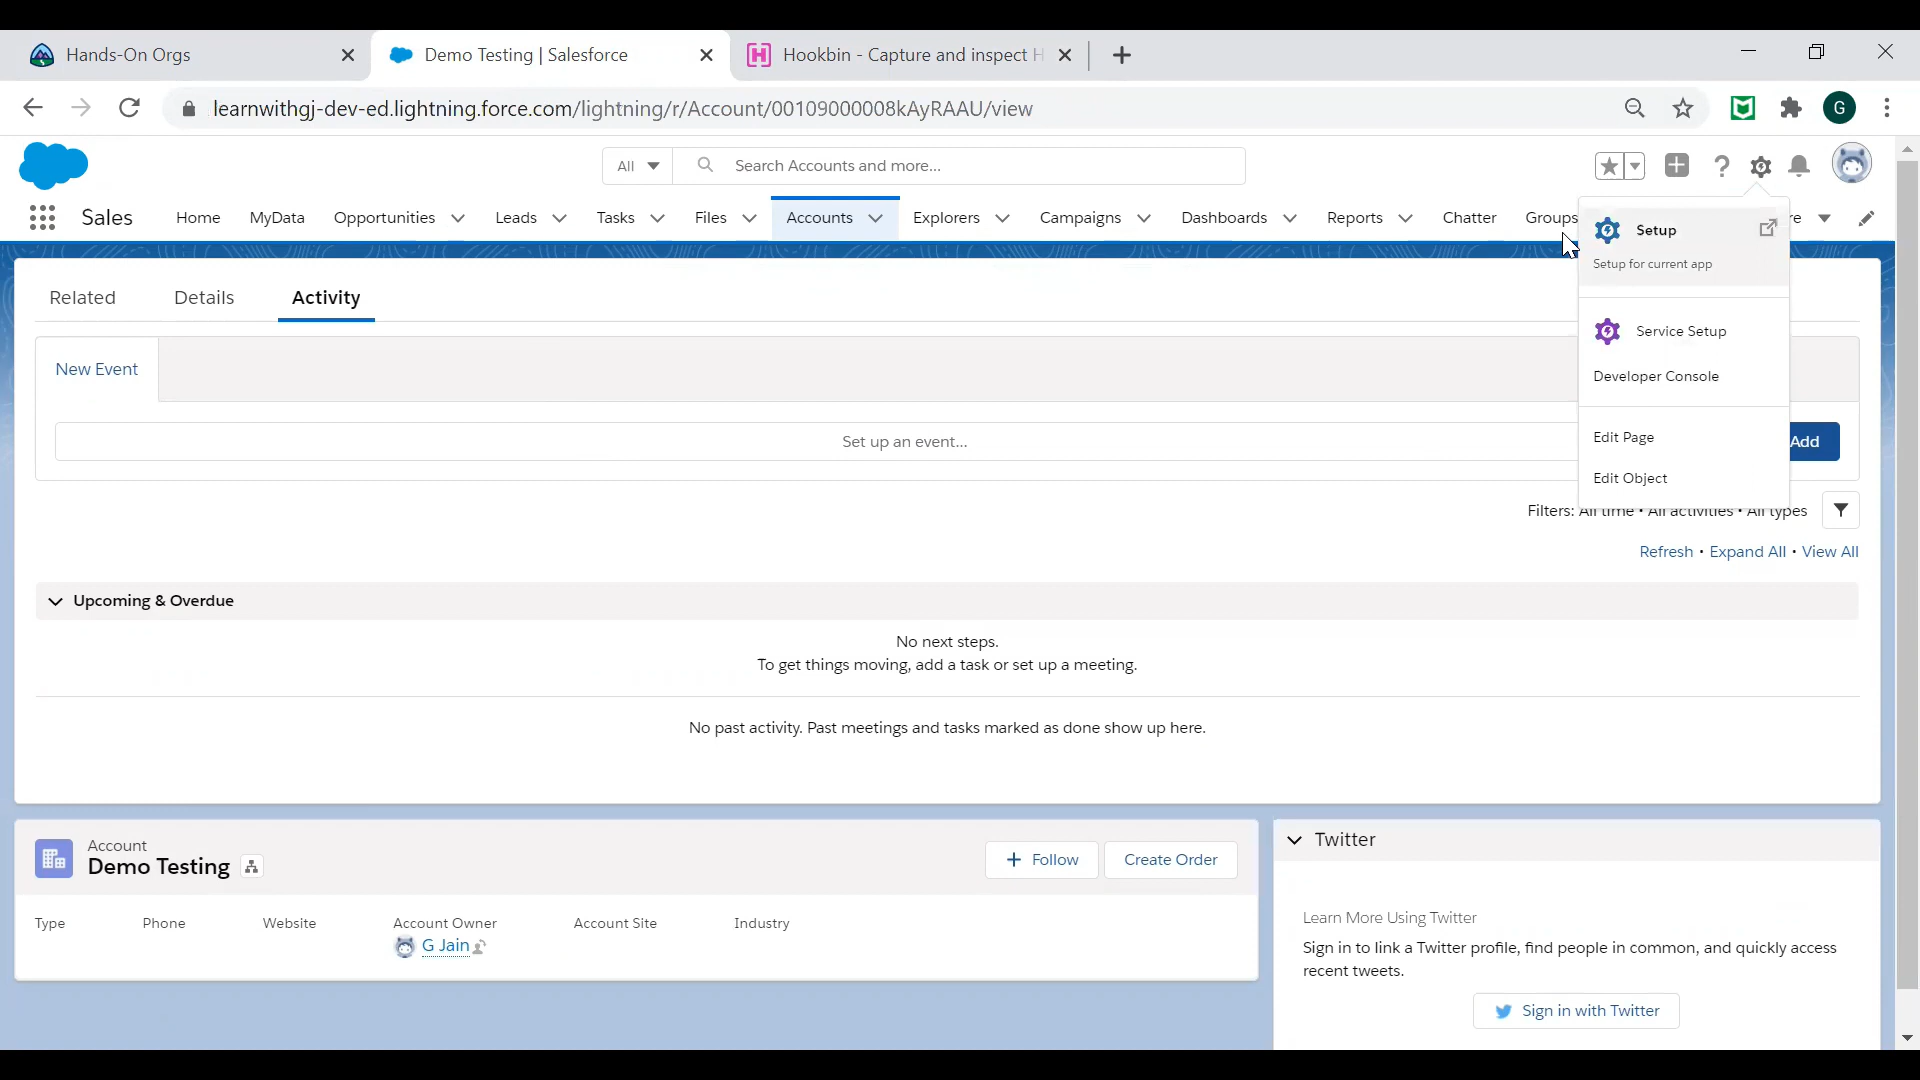 Hands-On Orgs
Demo Testing | Salesforce
Hookbin - Capture and inspect H
learnwithgj-dev-ed.lightning.force.com/lightning/r/Account/00109000008kAyRAAU/view
G
All
Search Accounts and more...
Sales
Home
MyData
Opportunities
Leads
Tasks
Files
Accounts
Explorers
Campaigns
Dashboards
Reports
Chatter
Groups
re
Setup
Setup for current app
Service Setup
Developer Console
Edit Page
Edit Object
Related
Details
Activity
New Event
Set up an event...
Add
Filters: All time • All activities • All types
Refresh • Expand All • View All
Upcoming & Overdue
No next steps.
To get things moving, add a task or set up a meeting.
No past activity. Past meetings and tasks marked as done show up here.
Account
Demo Testing
Follow
Create Order
Type
Phone
Website
Account Owner
Account Site
Industry
G Jain
Twitter
Learn More Using Twitter
Sign in to link a Twitter profile, find people in common, and quickly access
recent tweets.
Sign in with Twitter